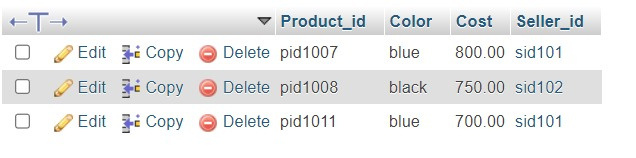 Product_id Color Cost Seller_id
Edit Copy Delete pid1007 blue 800.00 sid101
Edit Copy Delete pid1008 black 750.00 sid102
Edit Copy Delete pid1011 blue 700.00 sid101